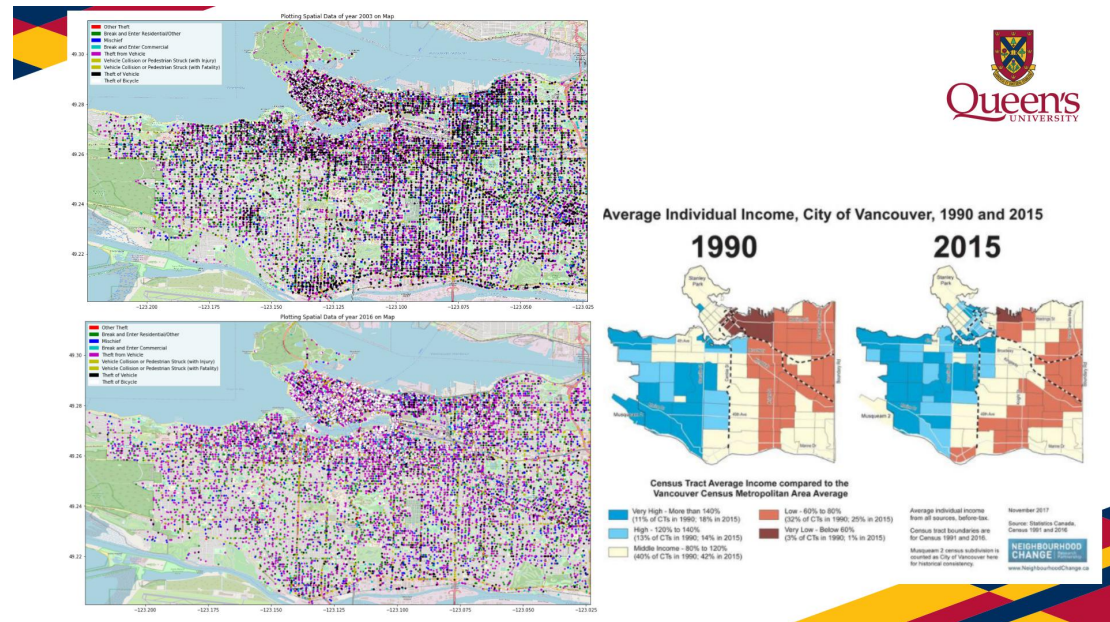 Plotting Spatial Data of year 2003 on Map
Other Theft
Break and Enter Residential/Other
Mischief
Break and Enter Commercial
Theft from Vehicle
Vehicle Collision or Pedestrian Struck (with Injury)
Vehicle Collision or Pedestrian Struck (with Fatality)
Theft of Vehicle
Theft of Bicycle
49.30
49.28
49.26
49.24
49.22
−123.200
−123.175
−123.150
−123.125
−123.100
−123.075
−123.050
−123.025
Plotting Spatial Data of year 2016 on Map
Other Theft
Break and Enter Residential/Other
Mischief
Break and Enter Commercial
Theft from Vehicle
Vehicle Collision or Pedestrian Struck (with Injury)
Vehicle Collision or Pedestrian Struck (with Fatality)
Theft of Vehicle
Theft of Bicycle
49.30
49.28
49.26
49.24
49.22
−123.200
−123.175
−123.150
−123.125
−123.100
−123.075
−123.050
−123.025
Queen's
UNIVERSITY
Average Individual Income, City of Vancouver, 1990 and 2015
1990
2015
Stanley
Park
Musqueam 2
Stanley
Park
Musqueam 2
Census Tract Average Income compared to the
Vancouver Census Metropolitan Area Average
Very High - More than 140%
(11% of CTs in 1990; 18% in 2015)
High - 120% to 140%
(13% of CTs in 1990; 14% in 2015)
Middle Income - 80% to 120%
(40% of CTs in 1990; 42% in 2015)
Low - 60% to 80%
(32% of CTs in 1990; 25% in 2015)
Very Low - Below 60%
(3% of CTs in 1990; 1% in 2015)
Average individual income
from all sources, before-tax.
Census tract boundaries are
for Census 1991 and 2016.
Musqueam 2 census subdivision is
counted as City of Vancouver here
for historical consistency.
November 2017
Source: Statistics Canada,
Census 1991 and 2016
NEIGHBOURHOOD
CHANGE
www.NeighbourhoodChange.ca